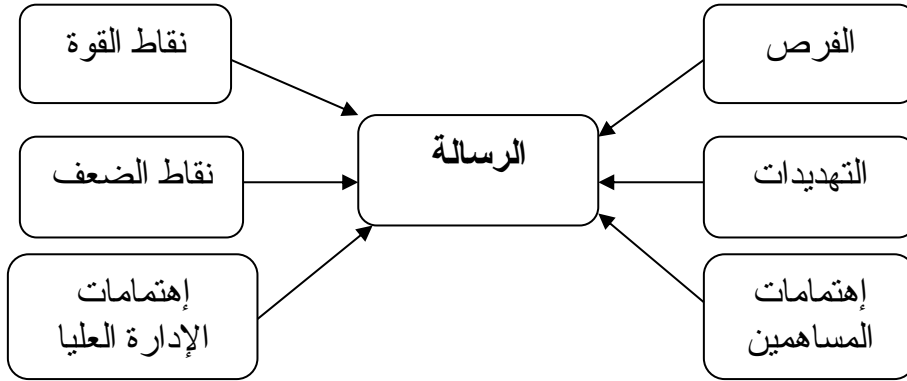 الفرص
نقاط القوة
الرسالة
التهديدات
نقاط الضعف
إهتمامات
المساهمين
إهتمامات
الإدارة العليا